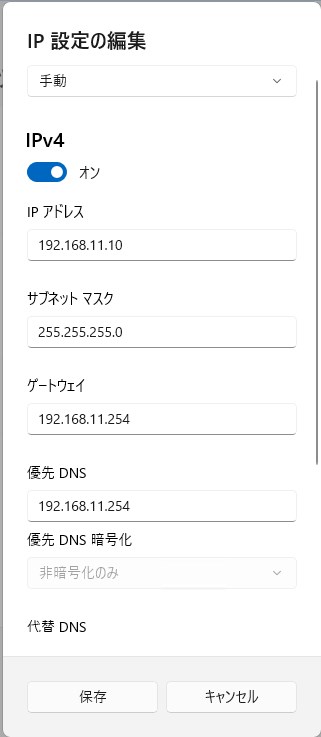 IP 設定の編集
手動
IPv4
オン
IP アドレス
192.168.11.10
サブネット マスク
255.255.255.0
ゲートウェイ
192.168.11.254
優先 DNS
192.168.11.254
優先 DNS 暗号化
非暗号化のみ
代替 DNS
保存
キャンセル